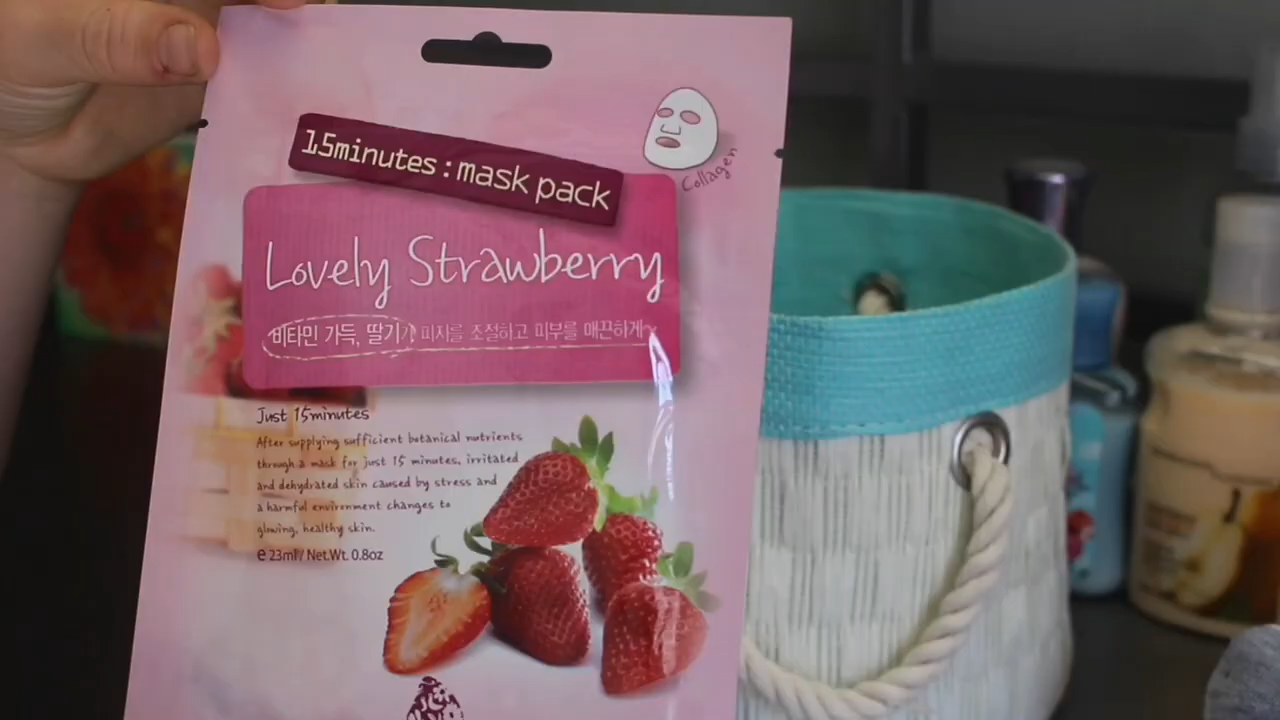 15minutes:mask pack
Collagen
Lovely Strawberry
비타민 가득, 딸기가 피지를 조절하고 피부를 매끈하게~
Just 15minutes
After supplying sufficient botanical nutrients
through a mask for just 15 minutes, irritated
and dehydrated skin caused by stress and
a harmful environment changes to
glowing, healthy skin.
e 23ml/ Net.Wt. 0.8oz